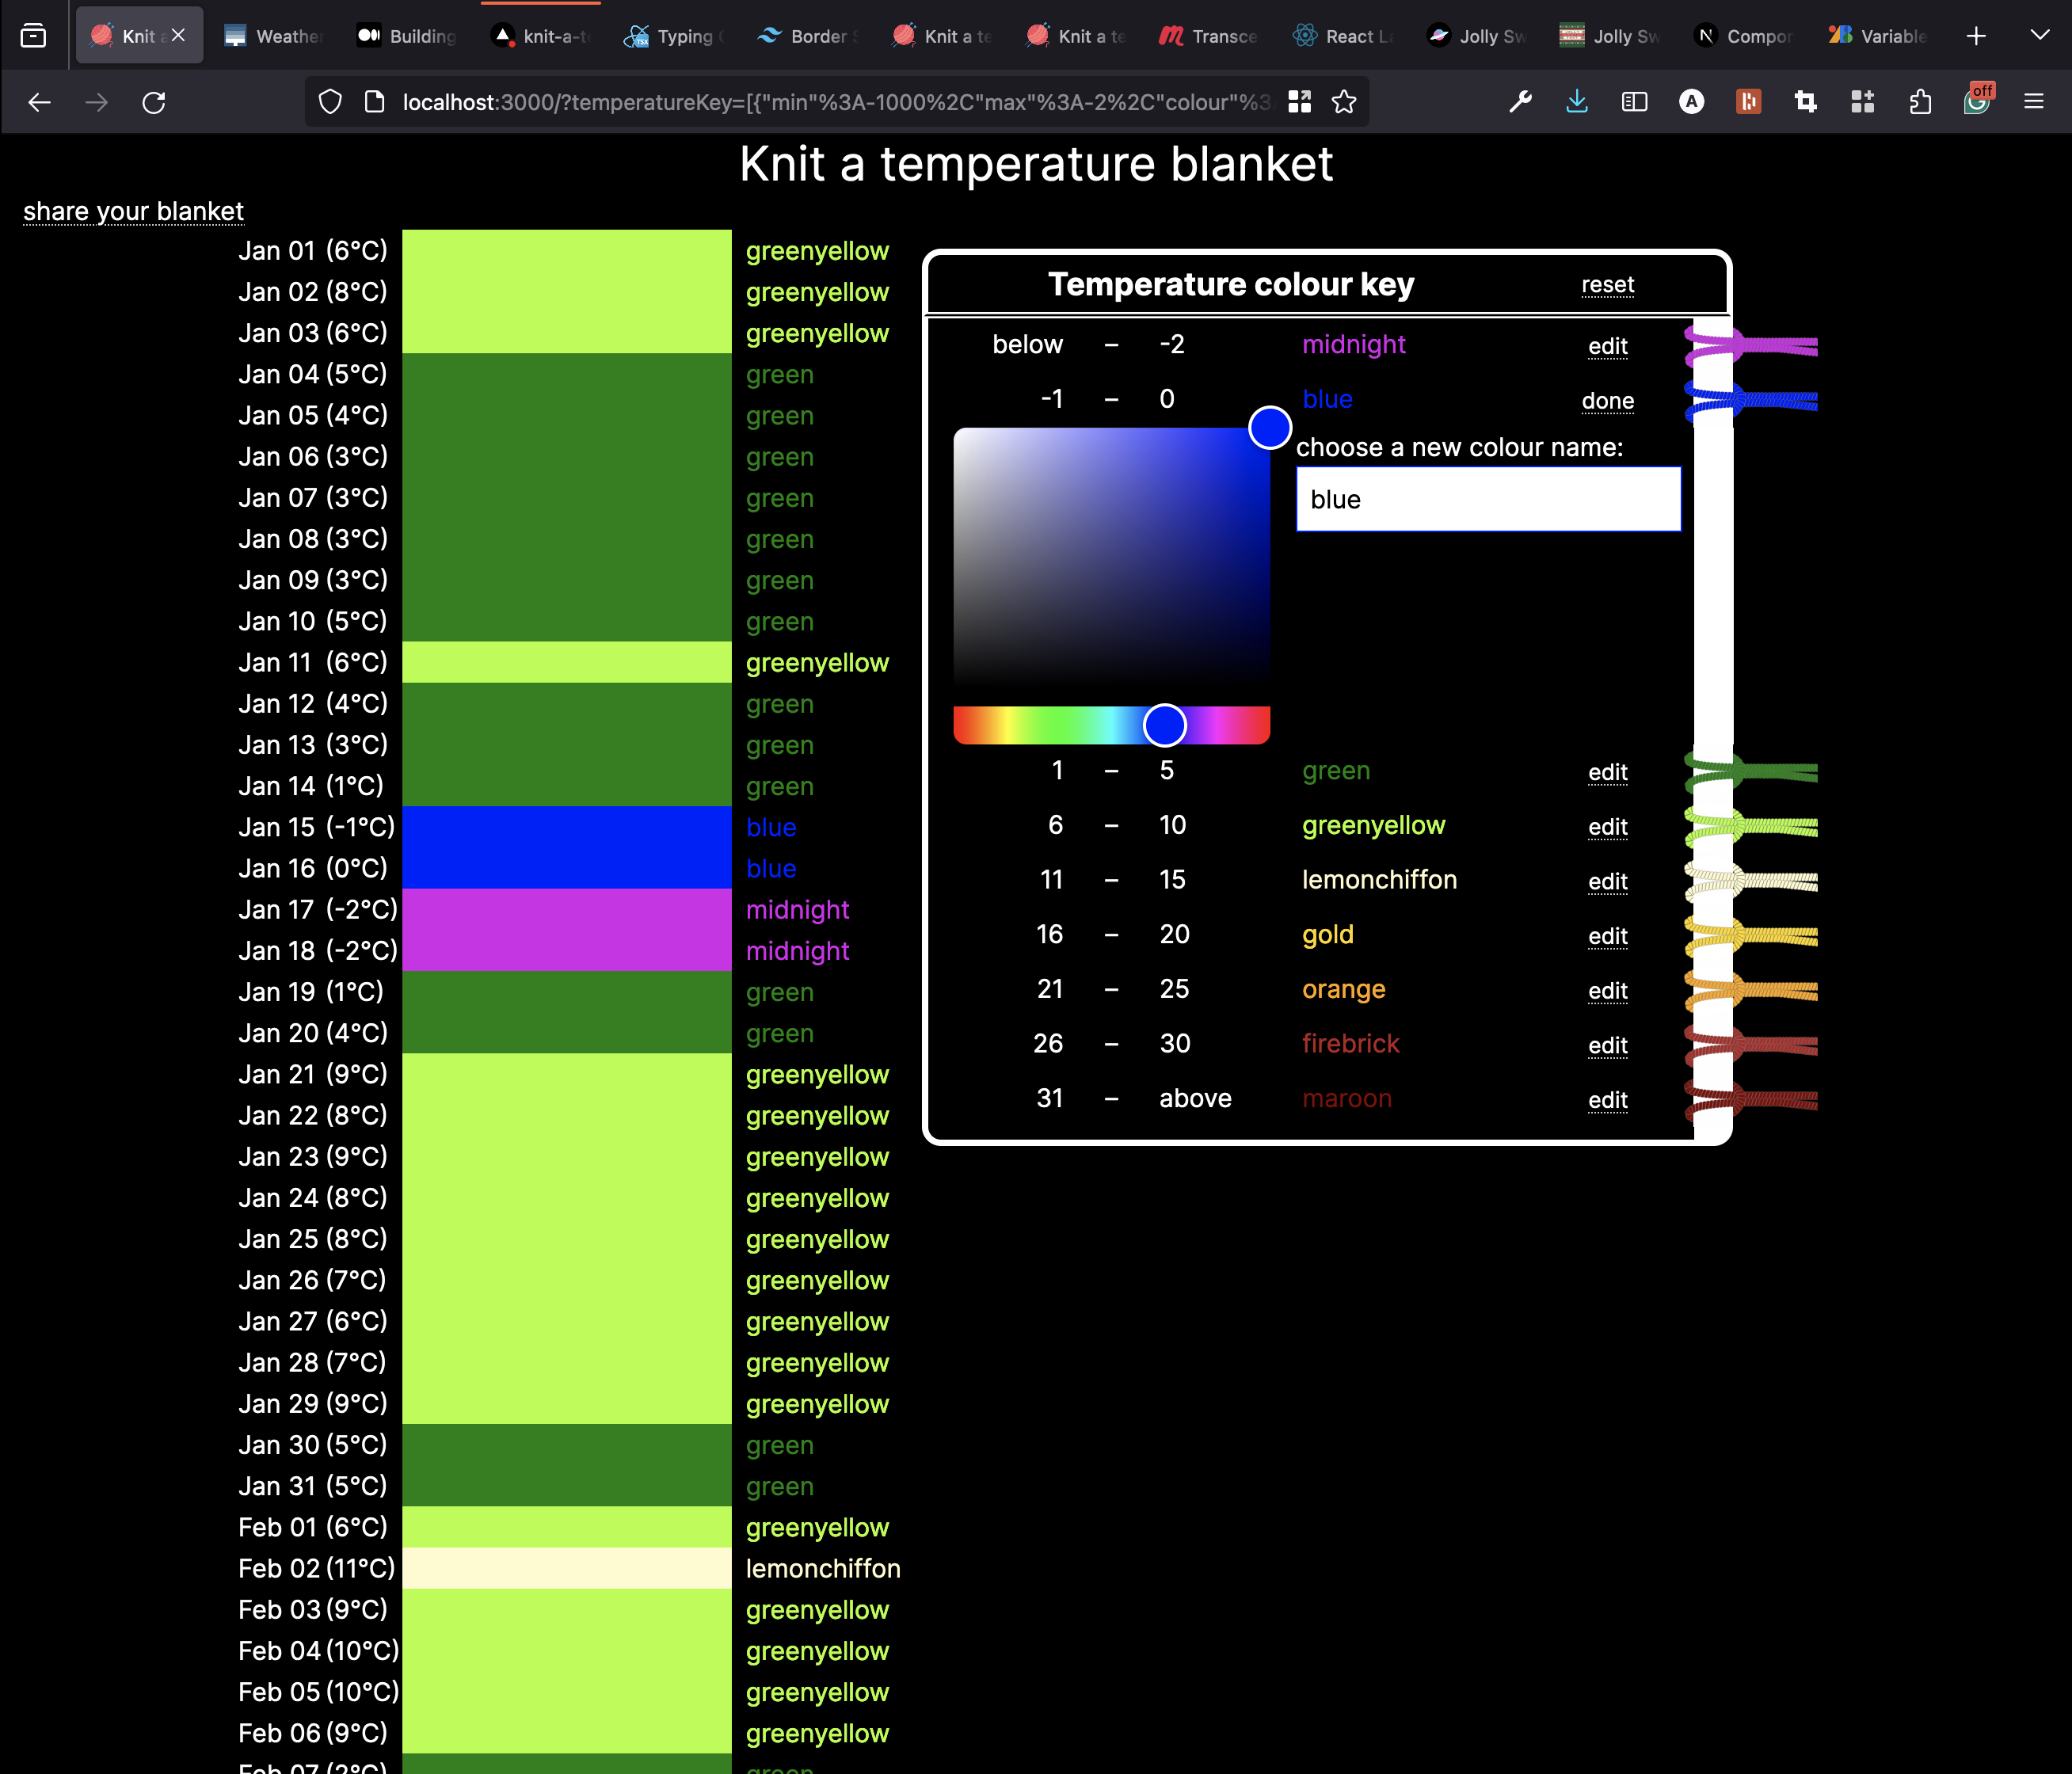 Knit a
Weather
Building
knit-a-t
Typing
Border
Knit a te
Knit a te
Transce
React L
Jolly Sw
Jolly Sw
Compor
Variable
localhost:3000/?temperatureKey=[{"min"%3A-1000%2C"max"%3A-2%2C"colour"%3
off
Knit a temperature blanket
share your blanket
Jan 01 (6°C) greenyellow
Jan 02 (8°C) greenyellow
Jan 03 (6°C) greenyellow
Jan 04 (5°C) green
Jan 05 (4°C) green
Jan 06 (3°C) green
Jan 07 (3°C) green
Jan 08 (3°C) green
Jan 09 (3°C) green
Jan 10 (5°C) green
Jan 11 (6°C) greenyellow
Jan 12 (4°C) green
Jan 13 (3°C) green
Jan 14 (1°C) green
Jan 15 (-1°C) blue
Jan 16 (0°C) blue
Jan 17 (-2°C) midnight
Jan 18 (-2°C) midnight
Jan 19 (1°C) green
Jan 20 (4°C) green
Jan 21 (9°C) greenyellow
Jan 22 (8°C) greenyellow
Jan 23 (9°C) greenyellow
Jan 24 (8°C) greenyellow
Jan 25 (8°C) greenyellow
Jan 26 (7°C) greenyellow
Jan 27 (6°C) greenyellow
Jan 28 (7°C) greenyellow
Jan 29 (9°C) greenyellow
Jan 30 (5°C) green
Jan 31 (5°C) green
Feb 01 (6°C) greenyellow
Feb 02 (11°C) lemonchiffon
Feb 03 (9°C) greenyellow
Feb 04 (10°C) greenyellow
Feb 05 (10°C) greenyellow
Feb 06 (9°C) greenyellow
Feb 07 (2°C) green
Temperature colour key reset
below – -2 midnight edit
-1 – 0 blue done
choose a new colour name:
blue
1 – 5 green edit
6 – 10 greenyellow edit
11 – 15 lemonchiffon edit
16 – 20 gold edit
21 – 25 orange edit
26 – 30 firebrick edit
31 – above maroon edit